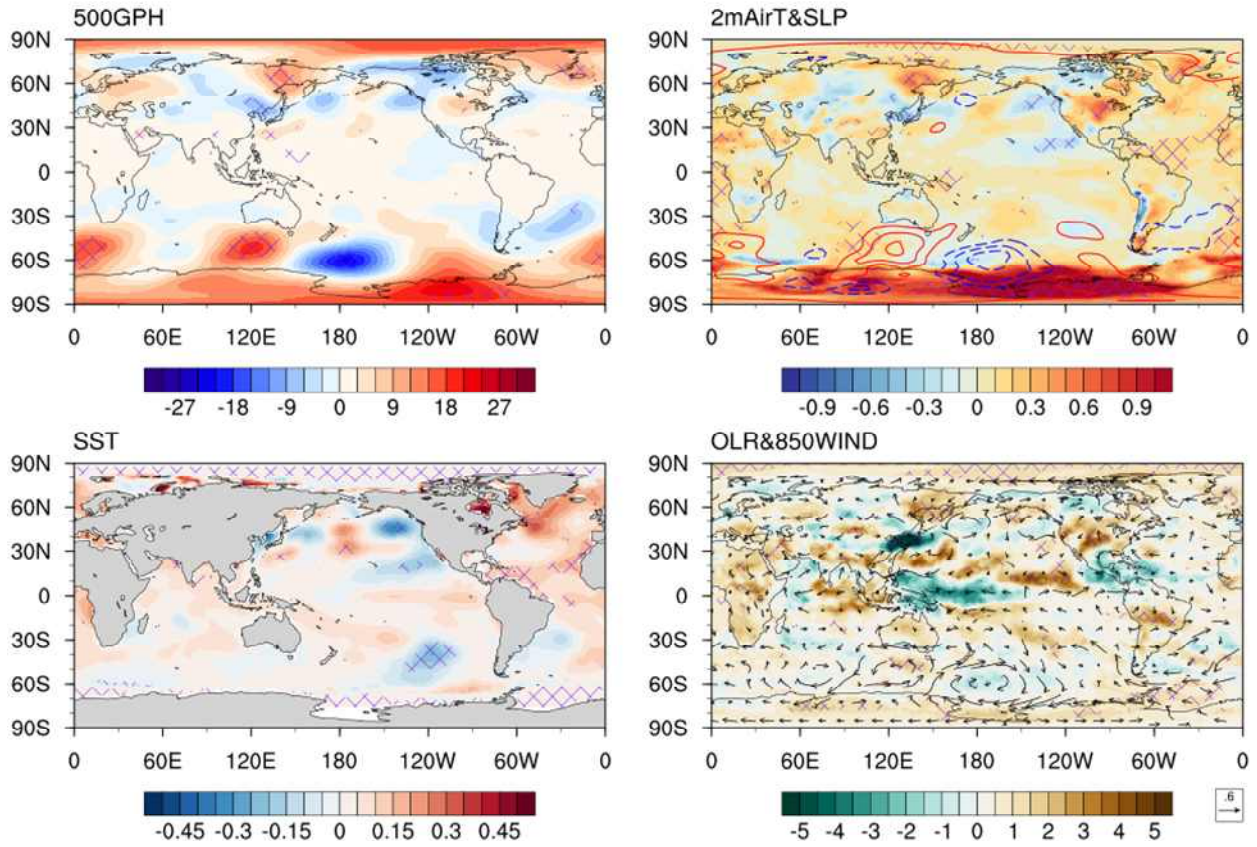 500GPH
90N
60N
30N
0
30S
60S
90S
0 60E 120E 180 120W 60W 0
-27 -18 -9 0 9 18 27
2mAirT&SLP
90N
60N
30N
0
30S
60S
90S
0 60E 120E 180 120W 60W 0
-0.9 -0.6 -0.3 0 0.3 0.6 0.9
SST
90N
60N
30N
0
30S
60S
90S
0 60E 120E 180 120W 60W 0
-0.45 -0.3 -0.15 0 0.15 0.3 0.45
OLR&850WIND
90N
60N
30N
0
30S
60S
90S
0 60E 120E 180 120W 60W 0
-5 -4 -3 -2 -1 0 1 2 3 4 5
.6